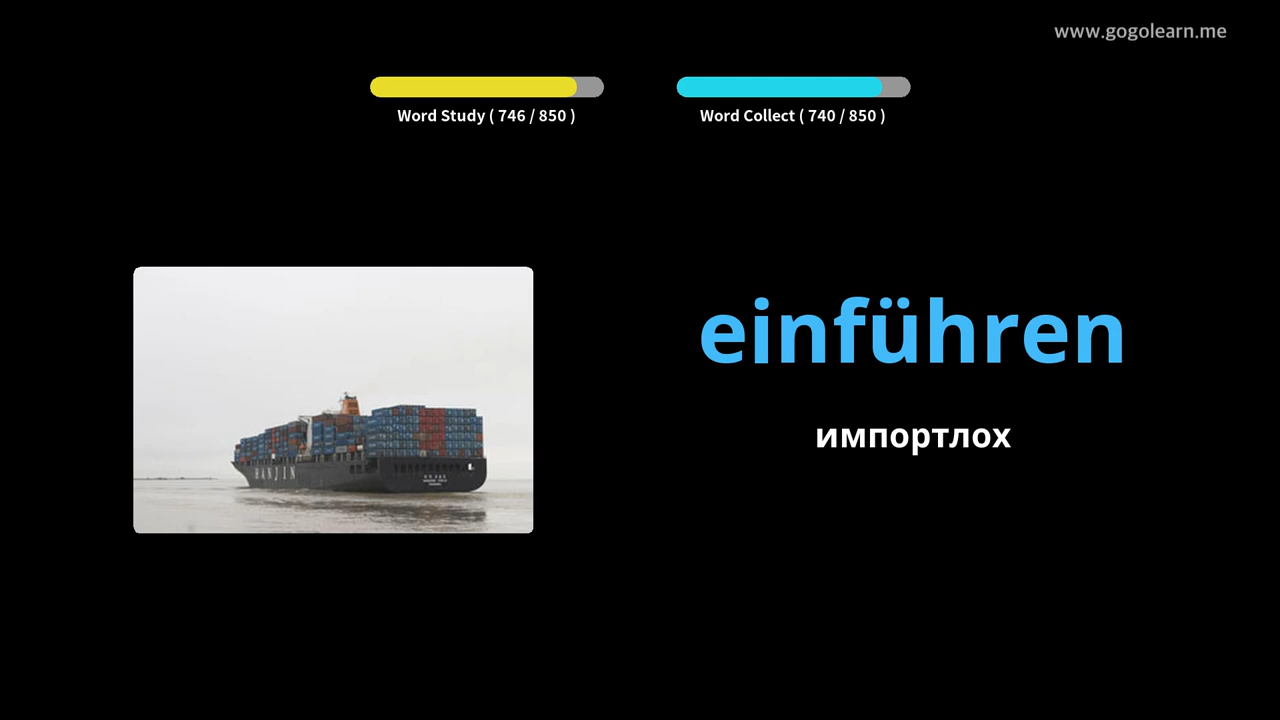 www.gogolearn.me
Word Study ( 746 / 850 )
Word Collect ( 740 / 850 )
einführen
импортлох
HANJIN